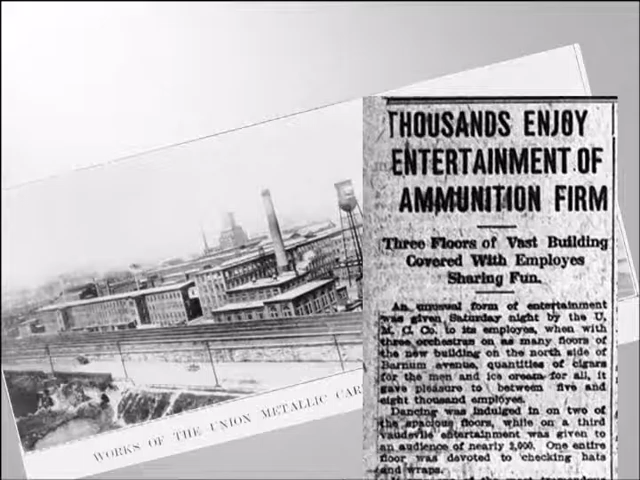 THOUSANDS ENJOY
ENTERTAINMENT OF
AMMUNITION FIRM
Three Floors of Vast Building
Covered With Employes
Sharing Fun.
An unusual form of entertainment
was given Saturday night by the U.
M. C. Co. to its employes, when with
three orchestras on as many floors of
the new building on the north side of
Barnum avenue, quantities of cigars
for the men and ice cream for all, it
gave pleasure to between five and
eight thousand employes.
Dancing was indulged in on two of
the spacious floors, while on a third
vaudeville entertainment was given to
an audience of nearly 2,000. One entire
floor was devoted to checking hats
and wraps.
WORKS OF THE UNION METALLIC CAR